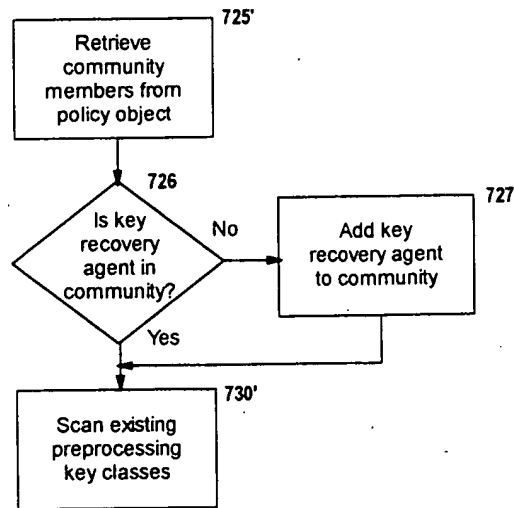 725'
Retrieve
community
members from
policy object
726
Is key
recovery
agent in
community?
No
727
Add key
recovery agent
to community
Yes
730'
Scan existing
preprocessing
key classes